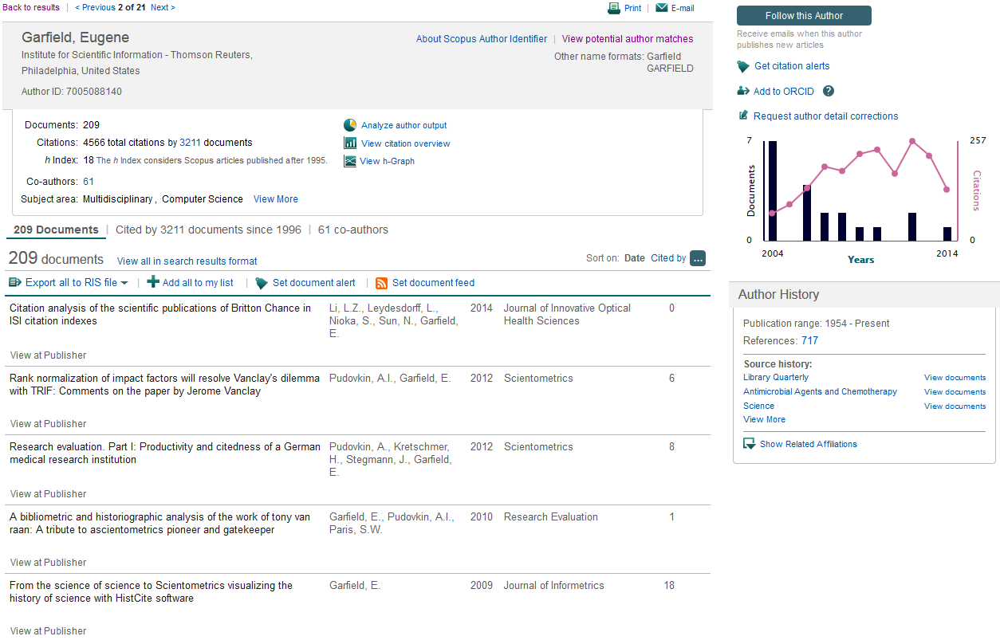 Back to results | < Previous 2 of 21 Next >
Print | E-mail
Garfield, Eugene
Institute for Scientific Information - Thomson Reuters,
Philadelphia, United States
Author ID: 7005088140
About Scopus Author Identifier | View potential author matches
Other name formats: Garfield
GARFIELD
Documents: 209
Citations: 4566 total citations by 3211 documents
h Index: 18 The h Index considers Scopus articles published after 1995.
Co-authors: 61
Subject area: Multidisciplinary , Computer Science View More
Analyze author output
View citation overview
View h-Graph
209 Documents | Cited by 3211 documents since 1996 | 61 co-authors
209 documents View all in search results format
Sort on: Date Cited by ...
Export all to RIS file | Add all to my list | Set document alert | Set document feed
Citation analysis of the scientific publications of Britton Chance in
ISI citation indexes
Li, L.Z., Leydesdorff, L.,
Nioka, S., Sun, N., Garfield,
E.
2014
Journal of Innovative Optical
Health Sciences
0
View at Publisher
Rank normalization of impact factors will resolve Vanclay's dilemma
with TRIF: Comments on the paper by Jerome Vanclay
Pudovkin, A.I., Garfield, E.
2012
Scientometrics
6
View at Publisher
Research evaluation. Part I: Productivity and citedness of a German
medical research institution
Pudovkin, A., Kretschmer,
H., Stegmann, J., Garfield,
E.
2012
Scientometrics
8
View at Publisher
A bibliometric and historiographic analysis of the work of tony van
raan: A tribute to ascientometrics pioneer and gatekeeper
Garfield, E., Pudovkin, A.I.,
Paris, S.W.
2010
Research Evaluation
1
View at Publisher
From the science of science to Scientometrics visualizing the
history of science with HistCite software
Garfield, E.
2009
Journal of Informetrics
18
View at Publisher
Follow this Author
Receive emails when this author
publishes new articles
Get citation alerts
Add to ORCID ?
Request author detail corrections
7
257
Documents
Citations
0
0
2004
2014
Years
Author History
Publication range: 1954 - Present
References: 717
Source history:
Library Quarterly View documents
Antimicrobial Agents and Chemotherapy View documents
Science View documents
View More
Show Related Affiliations